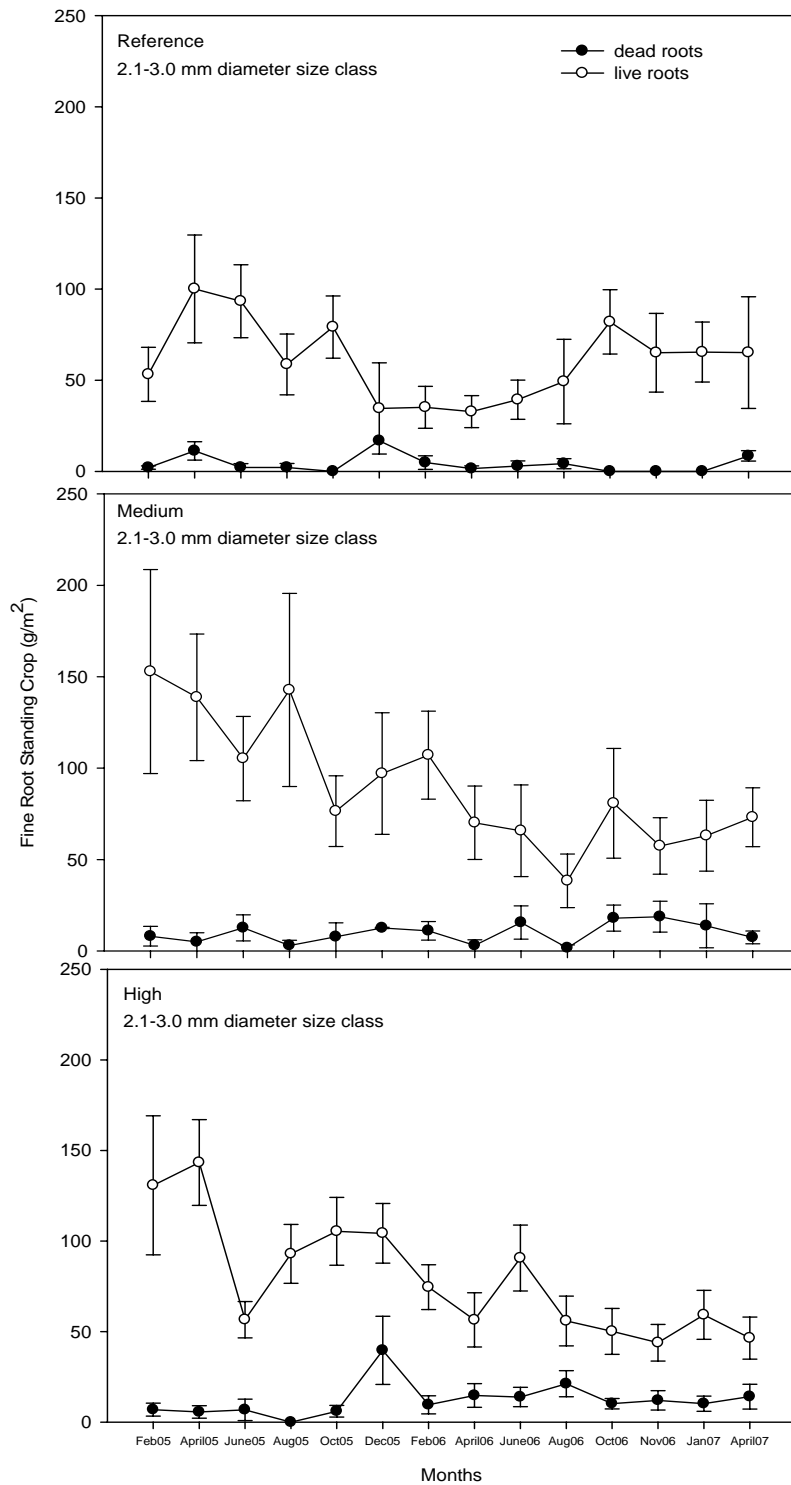 250
Reference
2.1-3.0 mm diameter size class
dead roots
live roots
200
150
100
50
0
250
Medium
2.1-3.0 mm diameter size class
200
150
100
50
0
Fine Root Standing Crop (g/m²)
250
High
2.1-3.0 mm diameter size class
200
150
100
50
0
Feb05 April05 June05 Aug05 Oct05 Dec05 Feb06 April06 June06 Aug06 Oct06 Nov06 Jan07 April07
Months